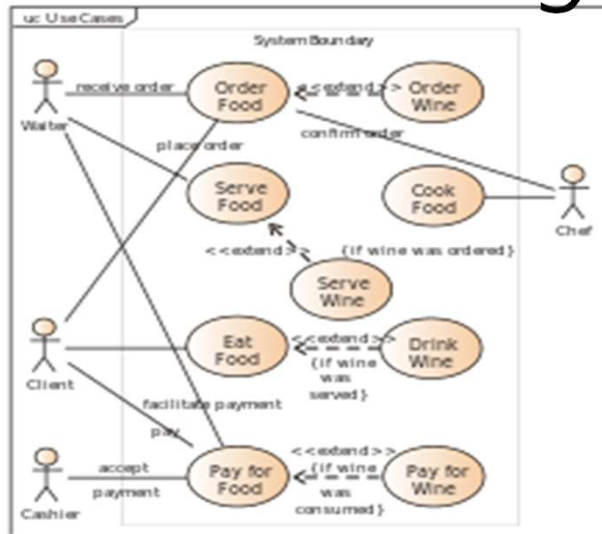 uc UseCases
System Boundary
receive order
Order
Food
<<extend>>
Order
Wine
Waiter
place order
confirm order
Serve
Food
Cook
Food
Chef
<<extend>>
{if wine was ordered}
Serve
Wine
Client
Eat
Food
<<extend>>
{if wine
was
served}
Drink
Wine
facilitate payment
pay
Cashier
accept
payment
Pay for
Food
<<extend>>
{if wine
was
consumed}
Pay for
Wine